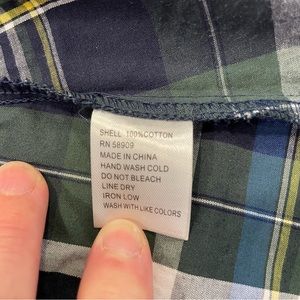 SHELL 100%COTTON
RN 58909
MADE IN CHINA
HAND WASH COLD
DO NOT BLEACH
LINE DRY
IRON LOW
WASH WITH LIKE COLORS